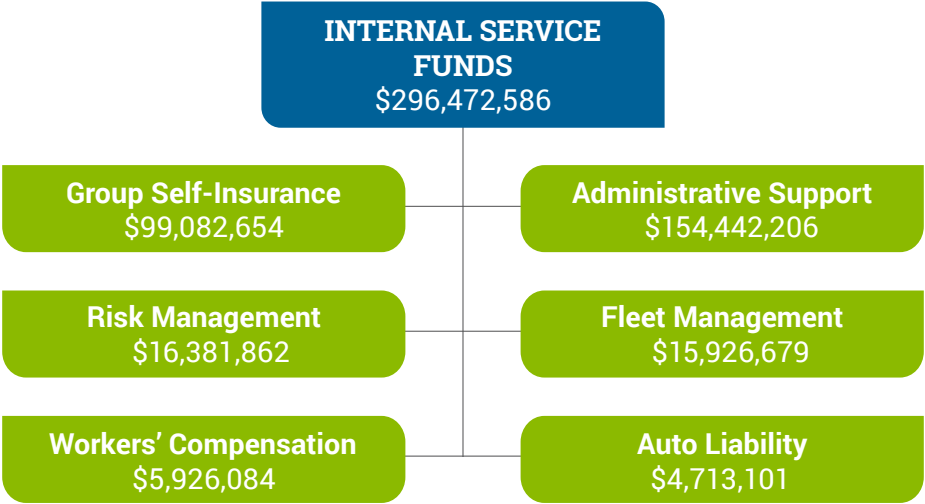 INTERNAL SERVICE
FUNDS
$296,472,586
Group Self-Insurance
$99,082,654
Administrative Support
$154,442,206
Risk Management
$16,381,862
Fleet Management
$15,926,679
Workers’ Compensation
$5,926,084
Auto Liability
$4,713,101